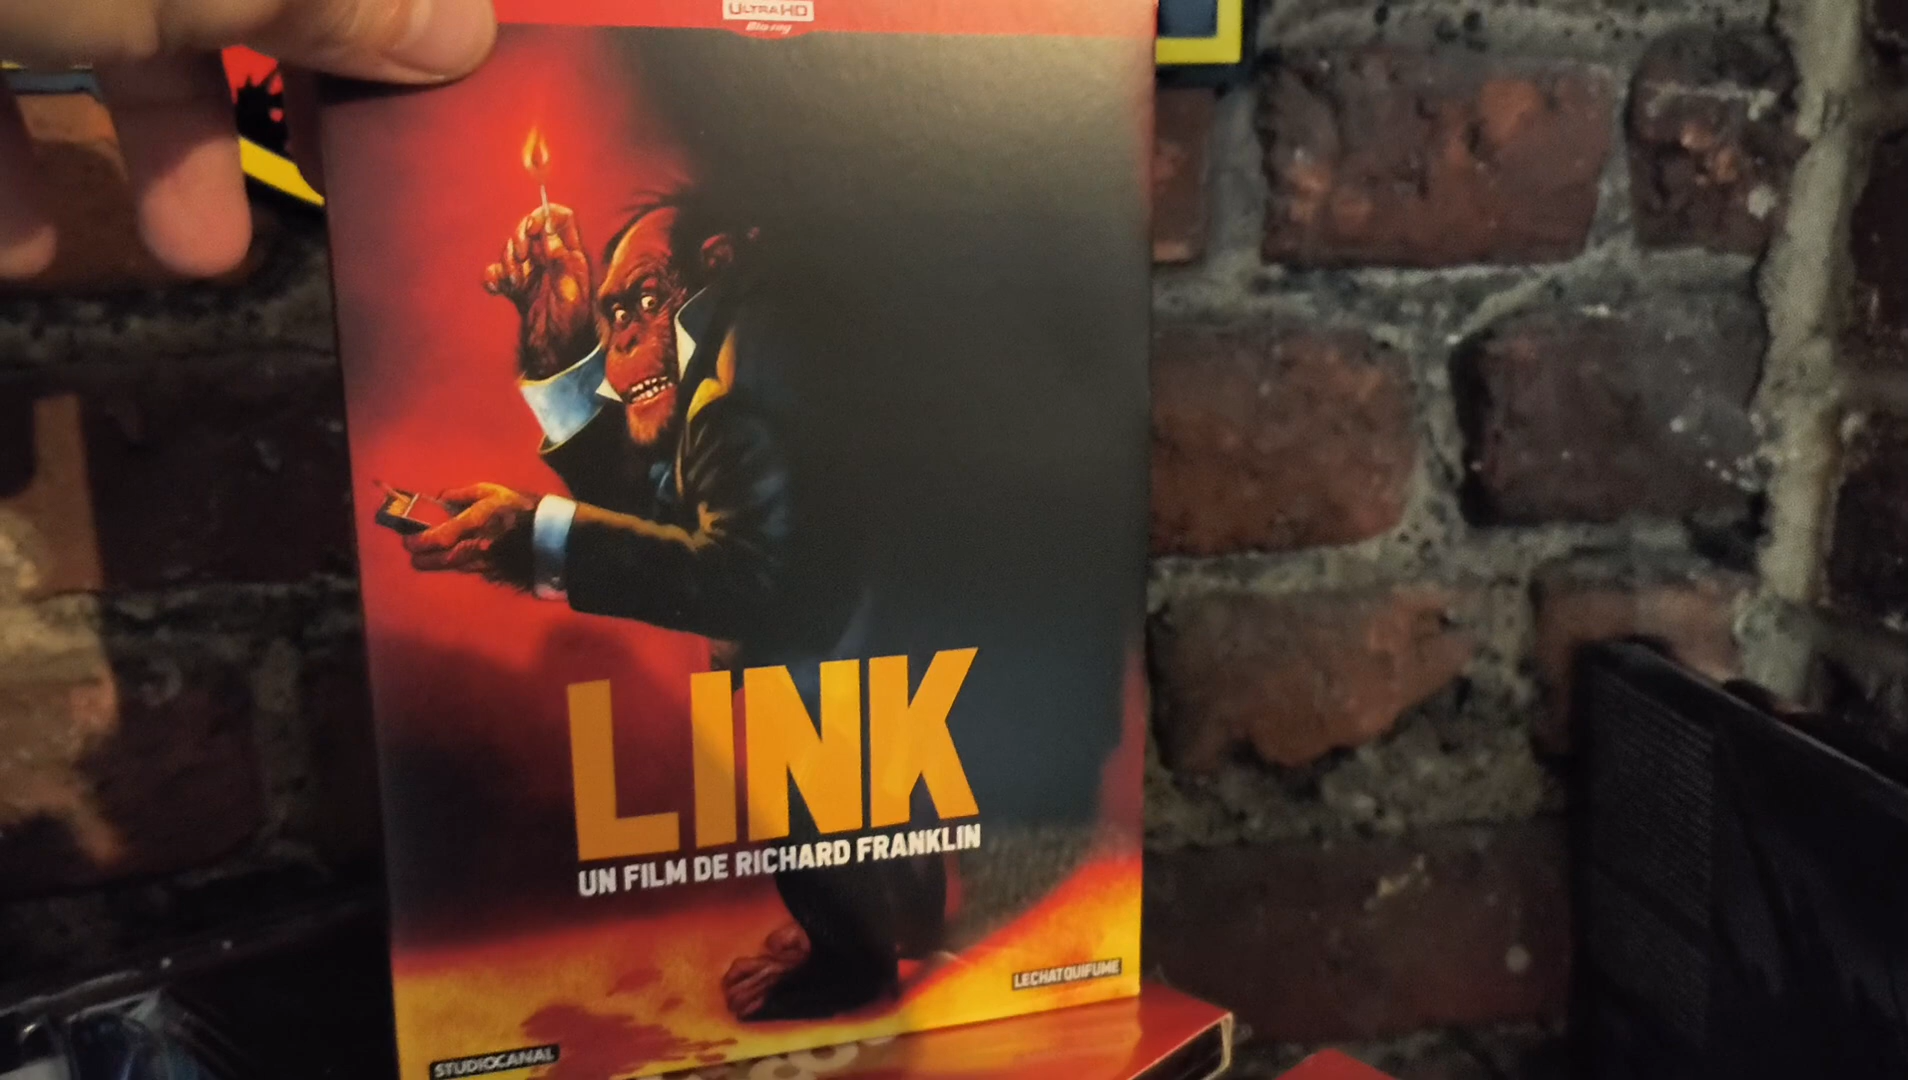 ULTRA HD
Blu-ray
LINK
UN FILM DE RICHARD FRANKLIN
LECHATQUIFUME
STUDIOCANAL